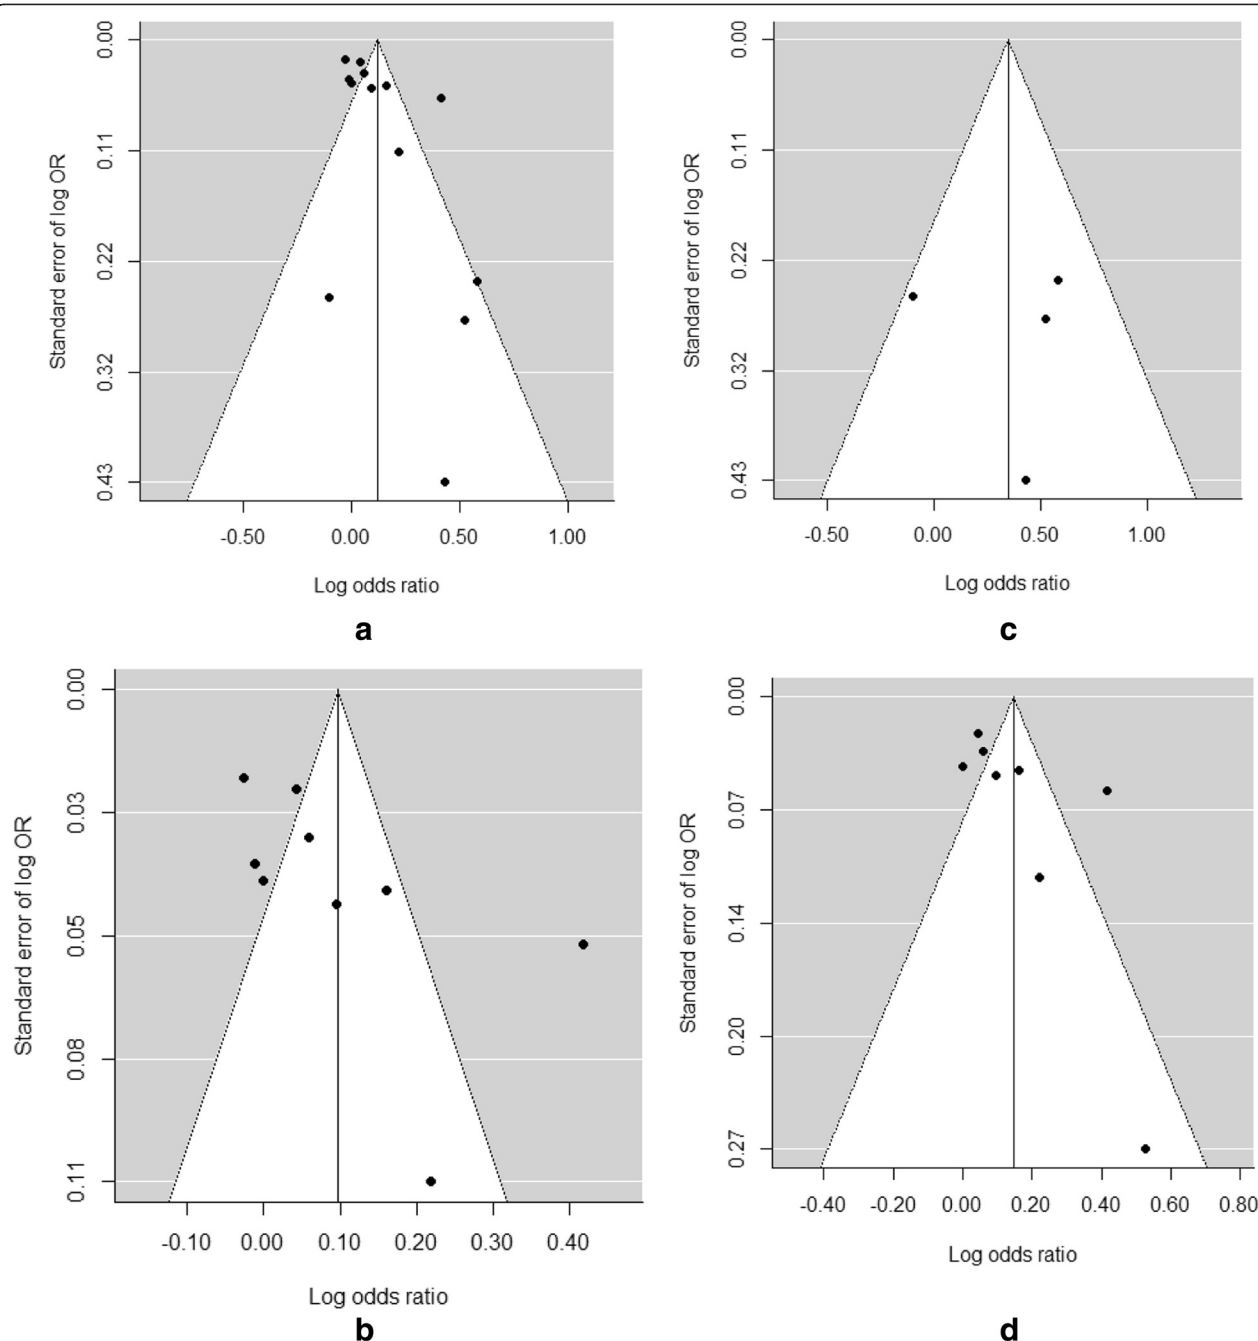 0.00
0.11
0.22
0.32
0.43
Standard error of log OR
-0.50 0.00 0.50 1.00
Log odds ratio
a
0.00
0.11
0.22
0.32
0.43
Standard error of log OR
-0.50 0.00 0.50 1.00
Log odds ratio
c
0.00
0.03
0.05
0.08
0.11
Standard error of log OR
-0.10 0.00 0.10 0.20 0.30 0.40
Log odds ratio
b
0.00
0.07
0.14
0.20
0.27
Standard error of log OR
-0.40 -0.20 0.00 0.20 0.40 0.60 0.80
Log odds ratio
d